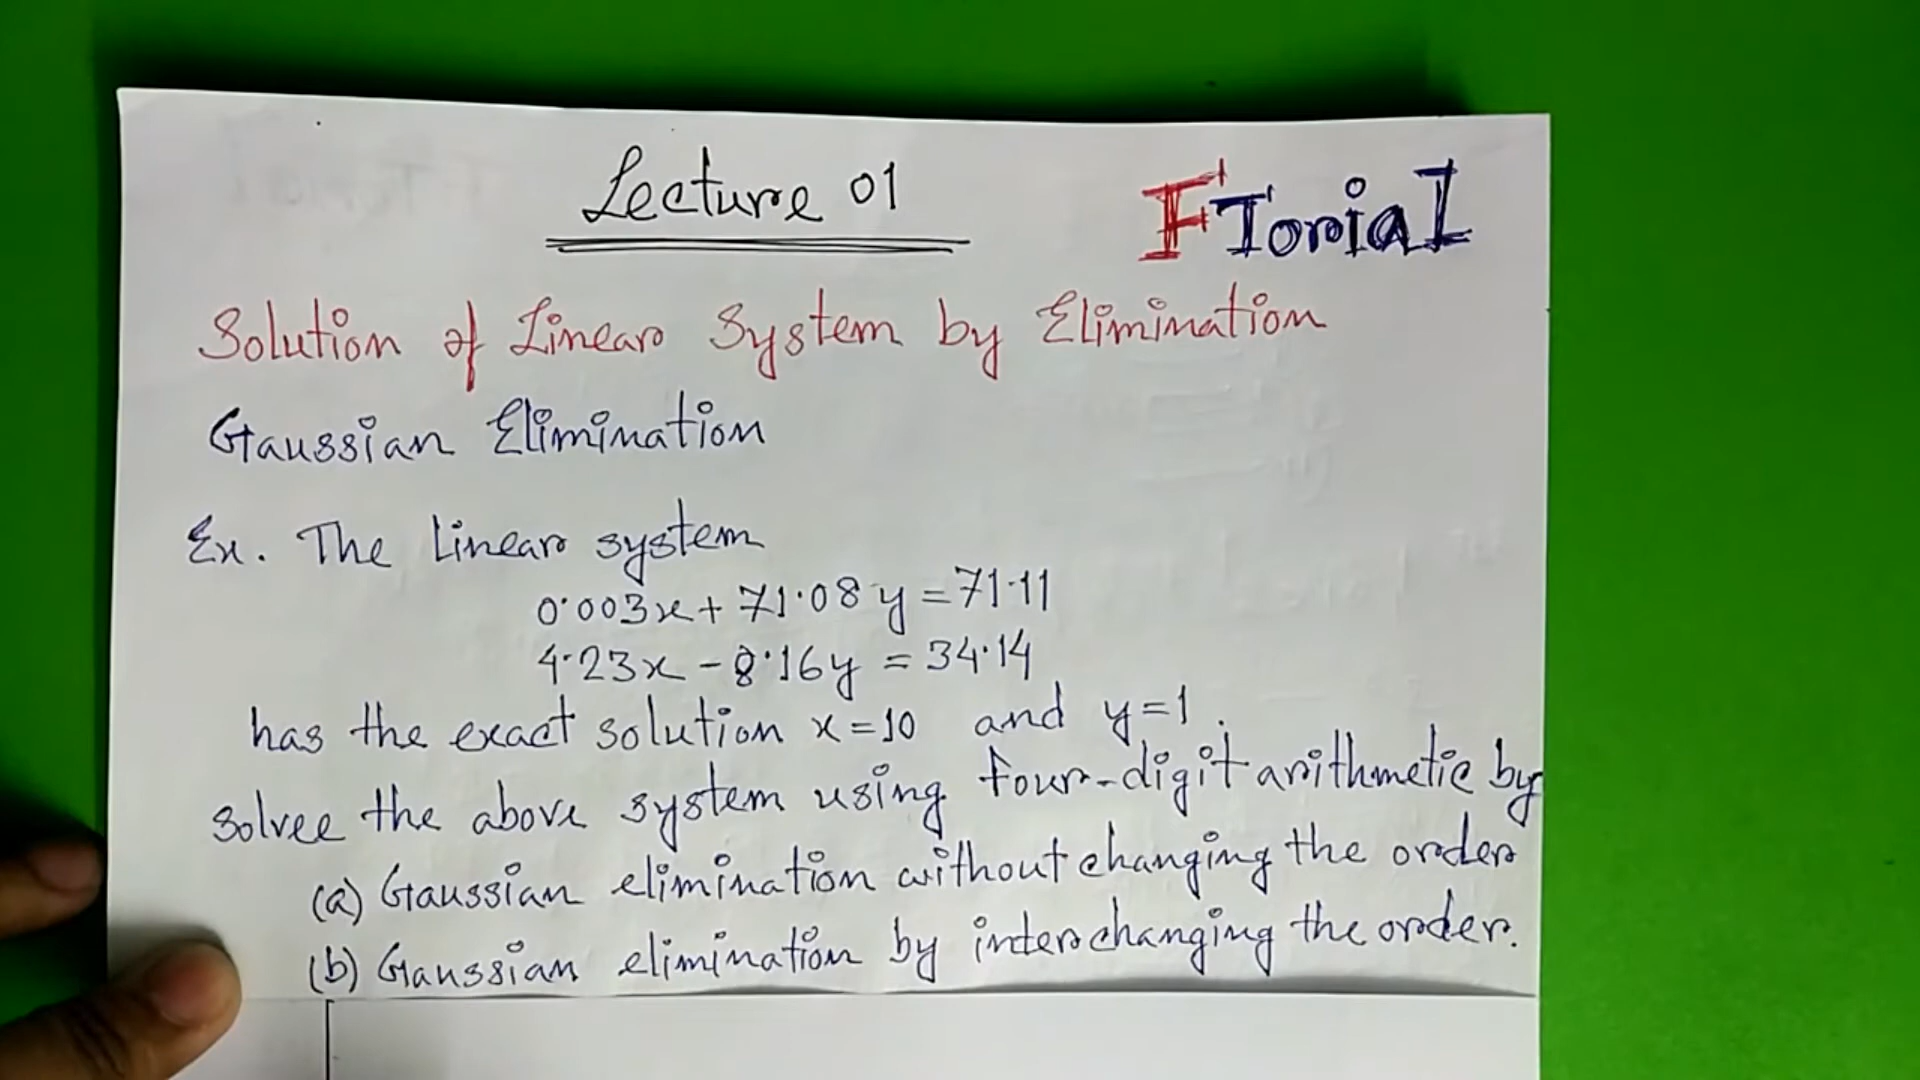 Lecture 01
FTorial
Solution of Linear System by Elimination
Gaussian Elimination
Ex. The linear system
0.003x + 71.08y = 71.11
4.23x - 8.16y = 34.14
has the exact solution x=10 and y=1.
Solve the above system using four-digit arithmetic by
(a) Gaussian elimination without changing the order
(b) Gaussian elimination by interchanging the order.